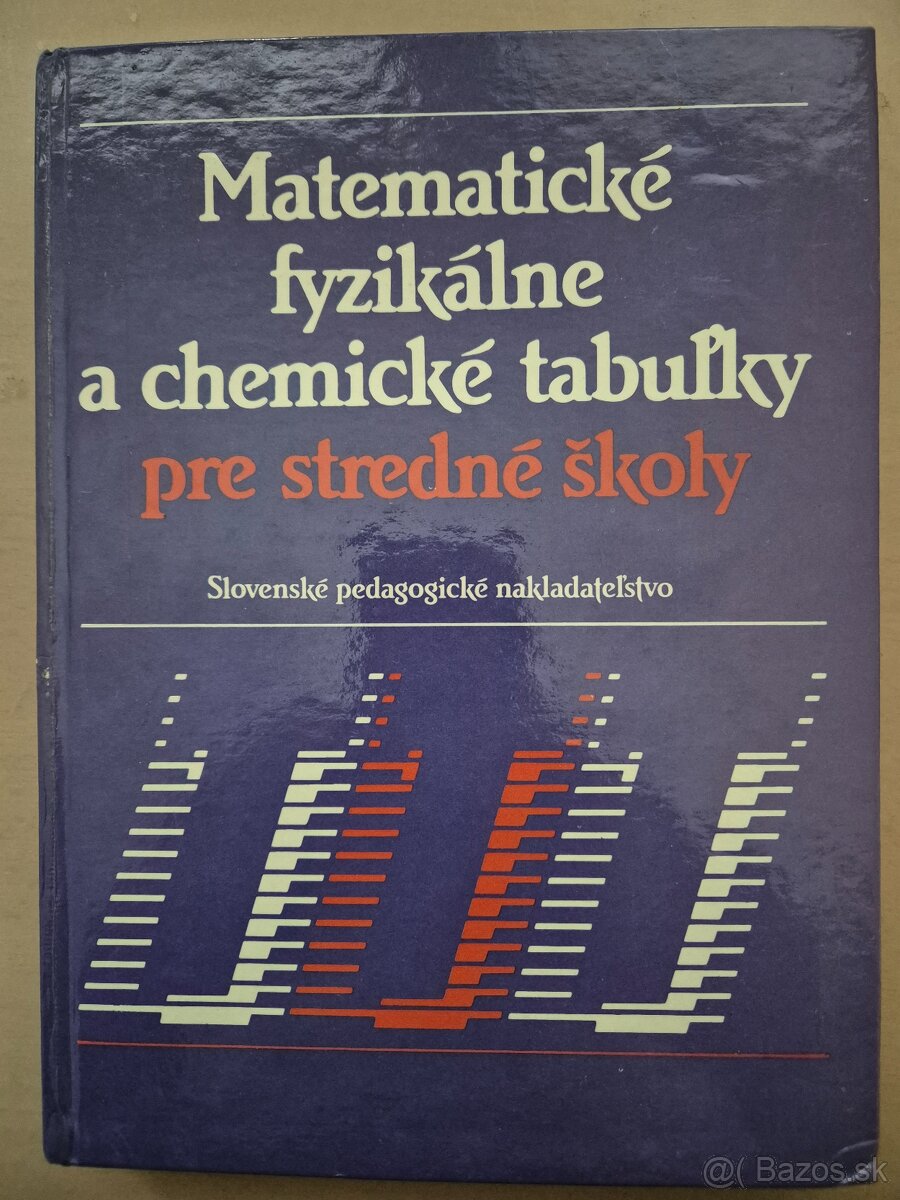 Matematické
fyzikálne
a chemické tabuľky
pre stredné školy
Slovenské pedagogické nakladateľstvo
@( Bazos.sk